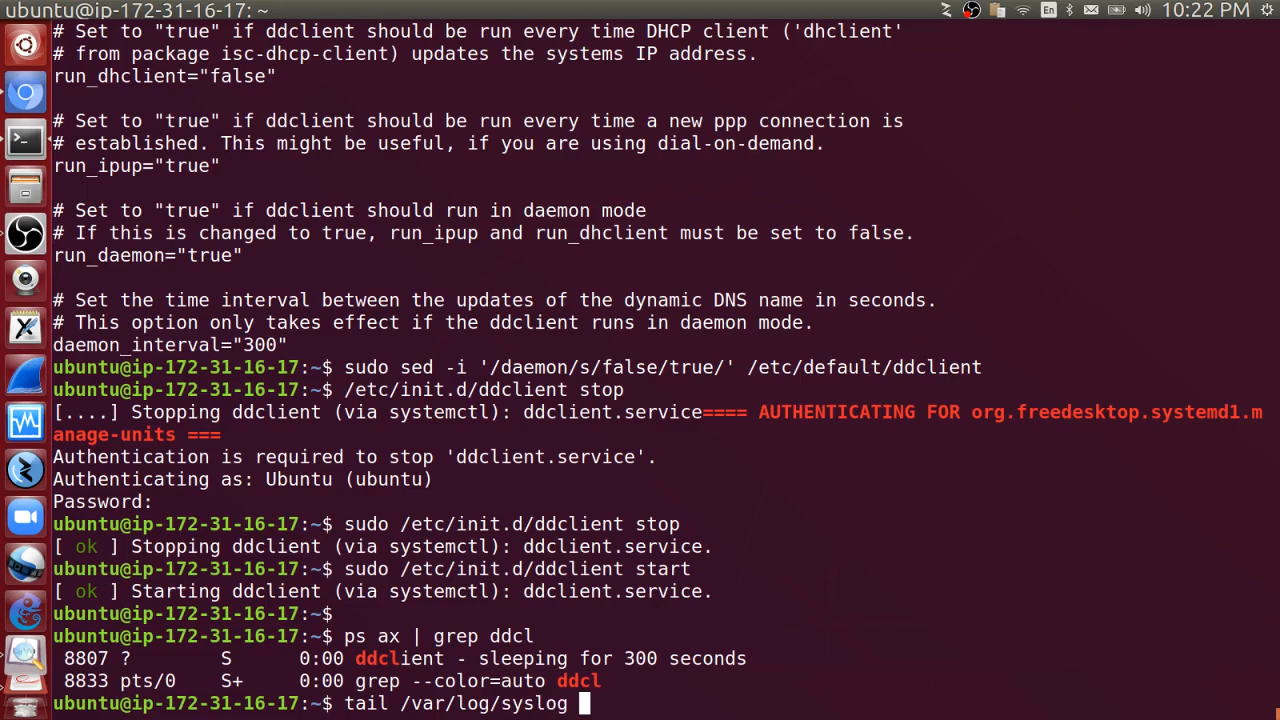 ubuntu@ip-172-31-16-17: ~
En
10:22 PM
# Set to "true" if ddclient should be run every time DHCP client ('dhclient'
# from package isc-dhcp-client) updates the systems IP address.
run_dhclient="false"
# Set to "true" if ddclient should be run every time a new ppp connection is
# established. This might be useful, if you are using dial-on-demand.
run_ipup="true"
# Set to "true" if ddclient should run in daemon mode
# If this is changed to true, run_ipup and run_dhclient must be set to false.
run_daemon="true"
# Set the time interval between the updates of the dynamic DNS name in seconds.
# This option only takes effect if the ddclient runs in daemon mode.
daemon_interval="300"
ubuntu@ip-172-31-16-17:~$ sudo sed -i '/daemon/s/false/true/' /etc/default/ddclient
ubuntu@ip-172-31-16-17:~$ /etc/init.d/ddclient stop
[....] Stopping ddclient (via systemctl): ddclient.service==== AUTHENTICATING FOR org.freedesktop.systemd1.m
anage-units ===
Authentication is required to stop 'ddclient.service'.
Authenticating as: Ubuntu (ubuntu)
Password:
ubuntu@ip-172-31-16-17:~$ sudo /etc/init.d/ddclient stop
[ ok ] Stopping ddclient (via systemctl): ddclient.service.
ubuntu@ip-172-31-16-17:~$ sudo /etc/init.d/ddclient start
[ ok ] Starting ddclient (via systemctl): ddclient.service.
ubuntu@ip-172-31-16-17:~$
ubuntu@ip-172-31-16-17:~$ ps ax | grep ddcl
 8807 ?        S      0:00 ddclient - sleeping for 300 seconds
 8833 pts/0    S+     0:00 grep --color=auto ddcl
ubuntu@ip-172-31-16-17:~$ tail /var/log/syslog